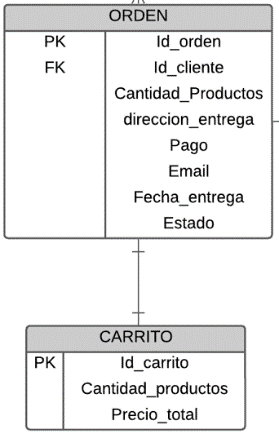 ORDEN
PK Id_orden
FK Id_cliente
Cantidad_Productos
direccion_entrega
Pago
Email
Fecha_entrega
Estado
CARRITO
PK Id_carrito
Cantidad_productos
Precio_total